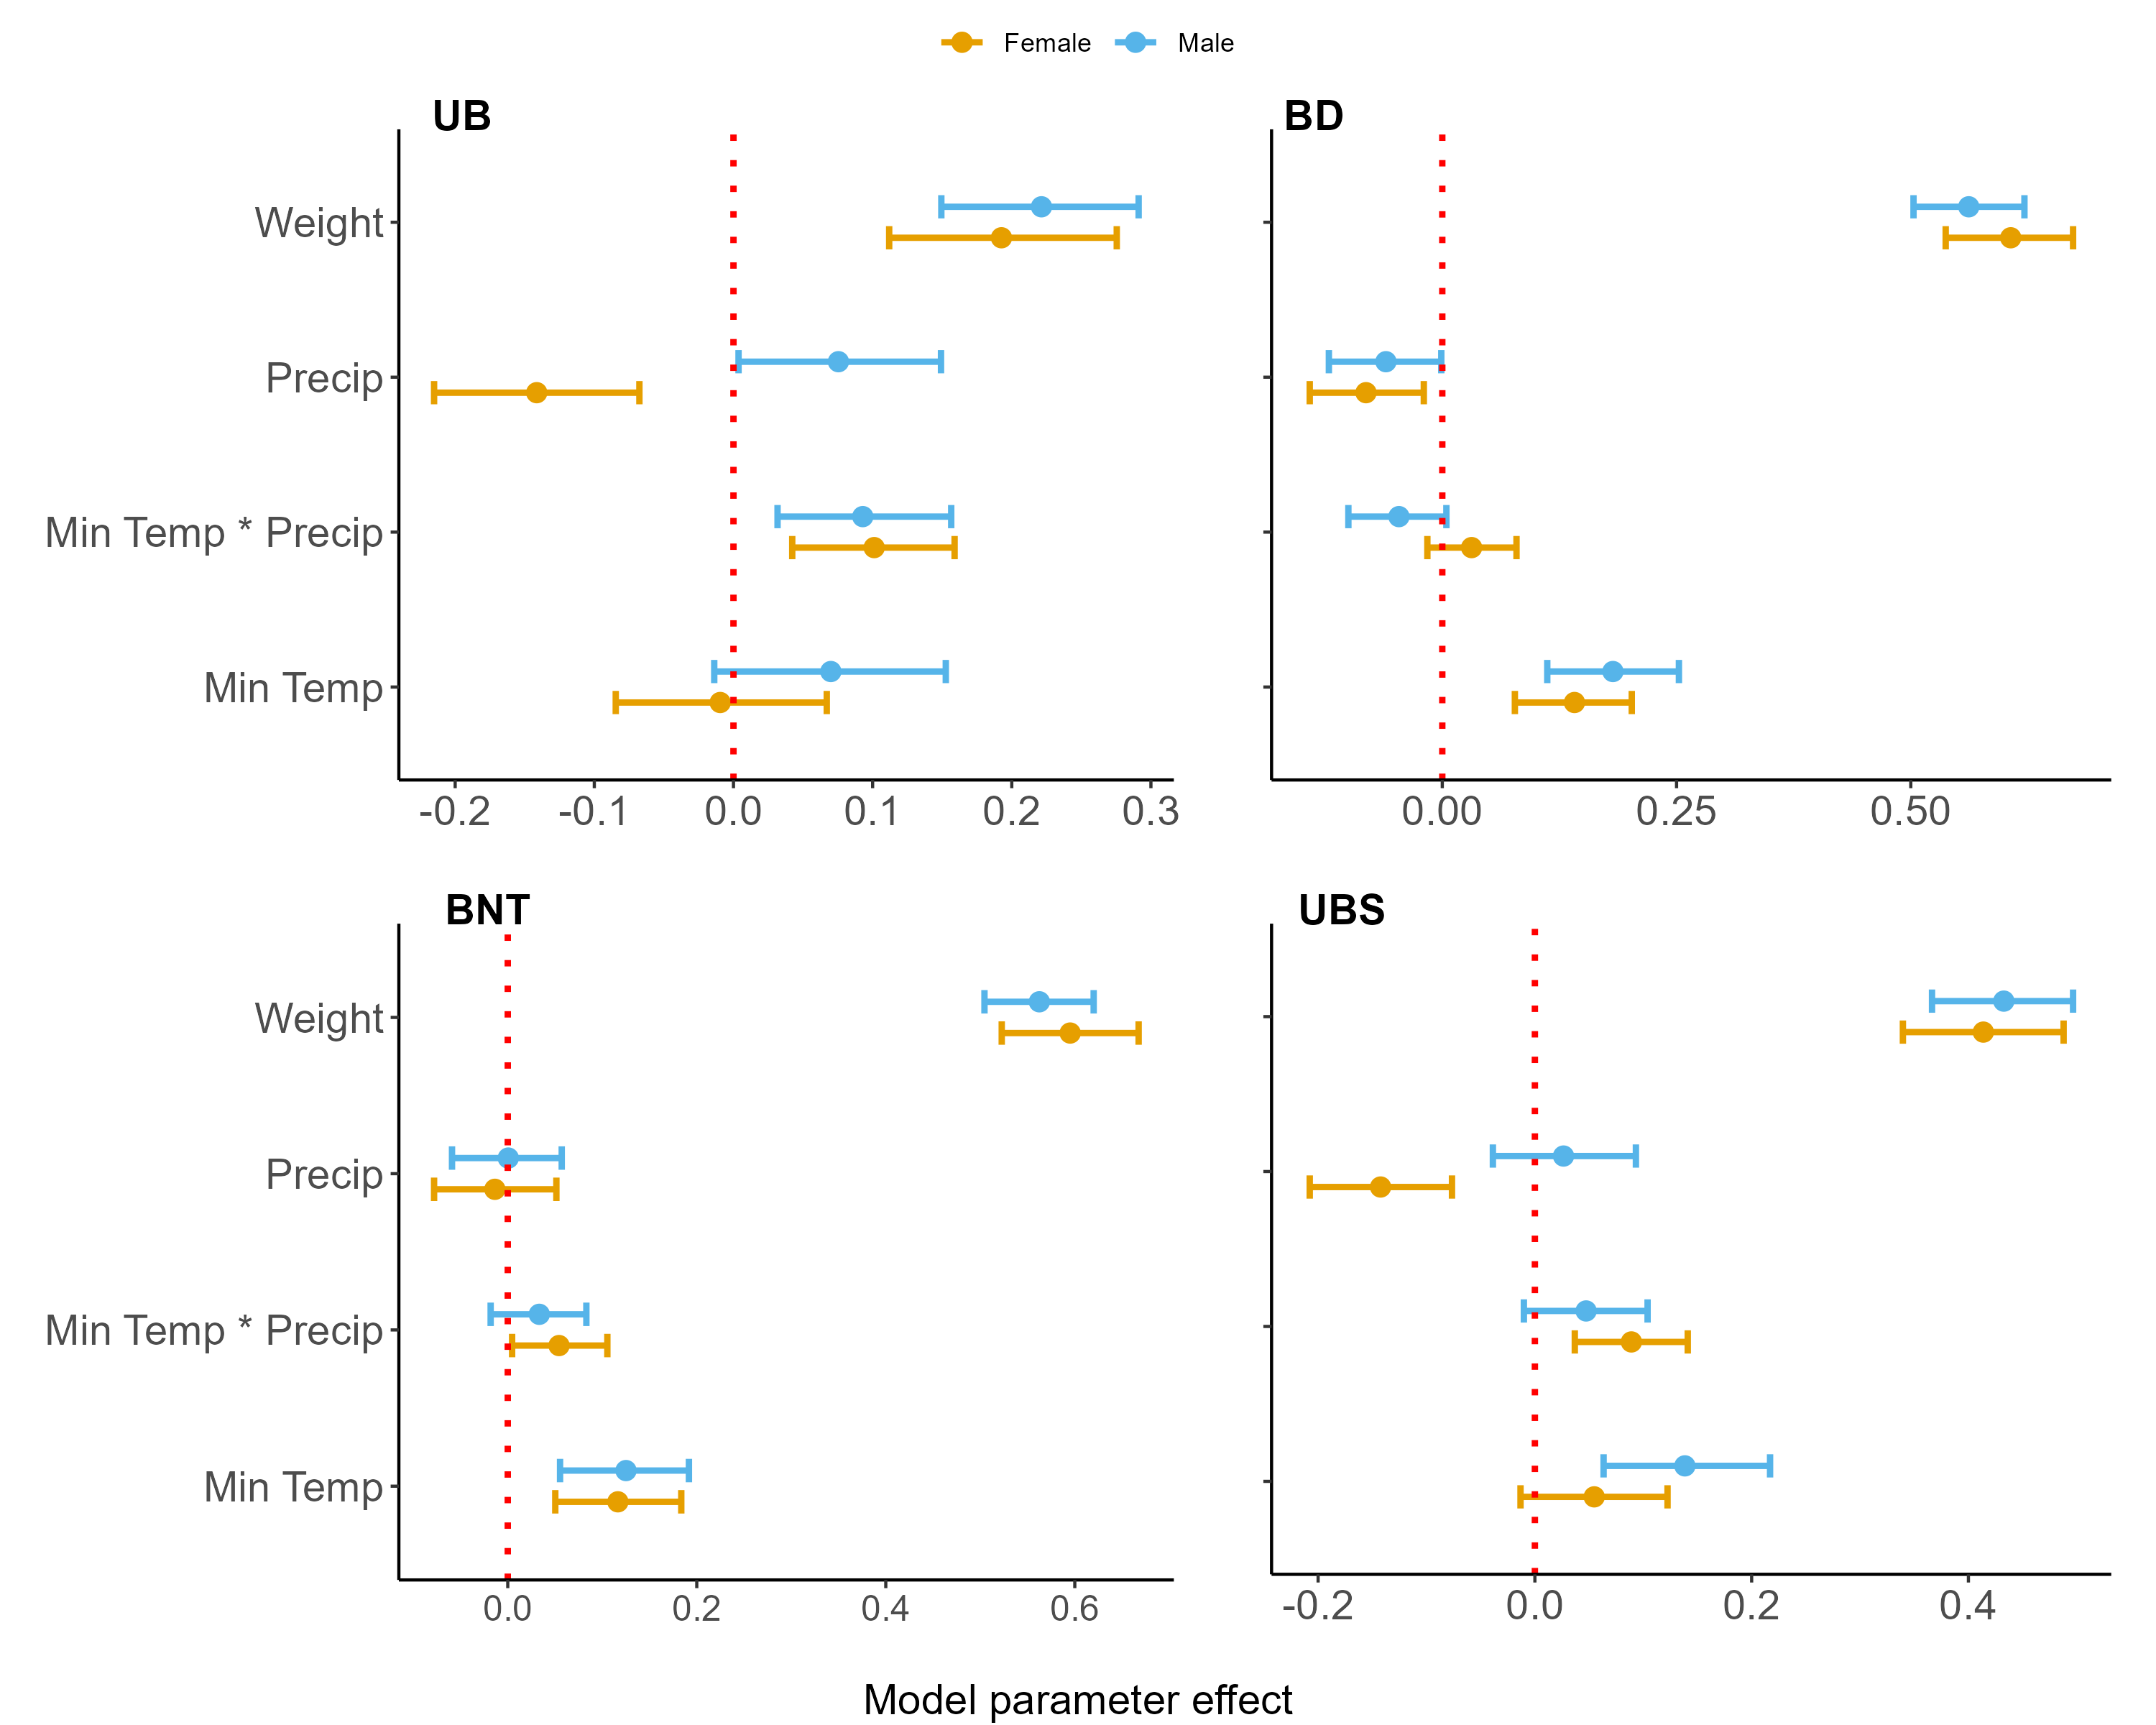 Female Male
UB
Weight
Precip
Min Temp * Precip
Min Temp
-0.2 -0.1 0.0 0.1 0.2 0.3
BD
0.00 0.25 0.50
BNT
Weight
Precip
Min Temp * Precip
Min Temp
0.0 0.2 0.4 0.6
UBS
-0.2 0.0 0.2 0.4
Model parameter effect